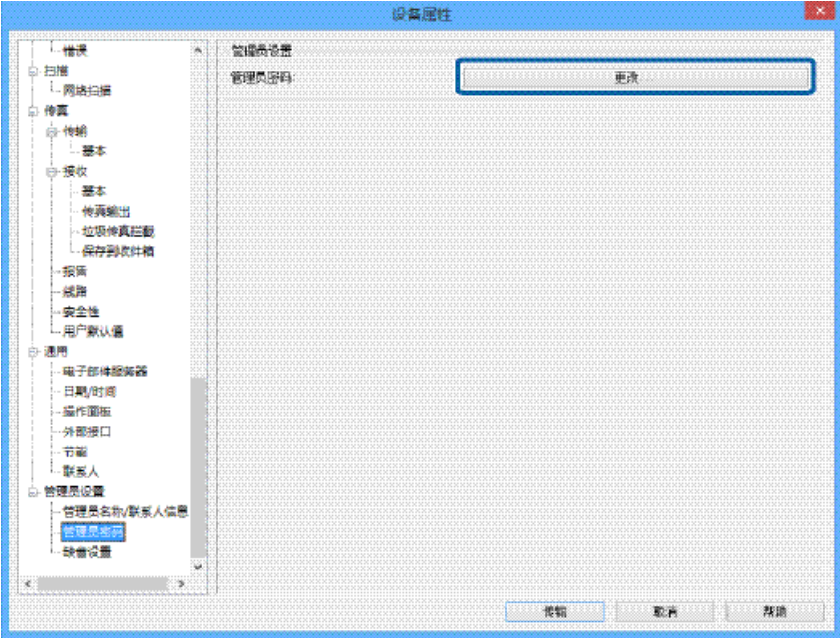 设备属性
错误
扫描
网络扫描
传真
传输
基本
接收
基本
传真输出
垃圾传真拦截
保存到收件箱
报告
线路
安全性
用户默认值
通用
电子邮件服务器
日期/时间
操作面板
外部接口
节能
联系人
管理员设置
管理员名称/联系人信息
管理员密码
缺省设置
管理员设置
管理员密码:
更改...
传输
取消
帮助